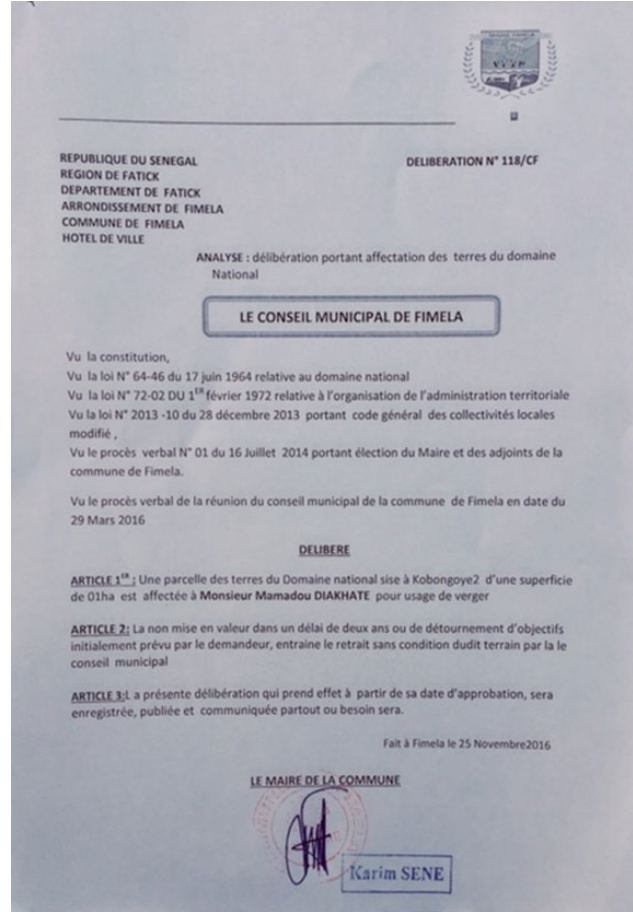 REPUBLIQUE DU SENEGAL
REGION DE FATICK
DEPARTEMENT DE FATICK
ARRONDISSEMENT DE FIMELA
COMMUNE DE FIMELA
HOTEL DE VILLE
DELIBERATION N° 118/CF
ANALYSE : délibération portant affectation des terres du domaine
National
LE CONSEIL MUNICIPAL DE FIMELA
Vu la constitution,
Vu la loi N° 64-46 du 17 juin 1964 relative au domaine national
Vu la loi N° 72-02 DU 1ER février 1972 relative à l'organisation de l'administration territoriale
Vu la loi N° 2013 -10 du 28 décembre 2013 portant code général des collectivités locales
modifié ,
Vu le procès verbal N° 01 du 16 Juillet 2014 portant élection du Maire et des adjoints de la
commune de Fimela.
Vu le procès verbal de la réunion du conseil municipal de la commune de Fimela en date du
29 Mars 2016
DELIBERE
ARTICLE 1ER : Une parcelle des terres du Domaine national sise à Kobongoye2 d'une superficie
de 01ha est affectée à Monsieur Mamadou DIAKHATE pour usage de verger
ARTICLE 2: La non mise en valeur dans un délai de deux ans ou de détournement d'objectifs
initialement prévu par le demandeur, entraine le retrait sans condition dudit terrain par la le
conseil municipal
ARTICLE 3:L a présente délibération qui prend effet à partir de sa date d'approbation, sera
enregistrée, publiée et communiquée partout ou besoin sera.
Fait à Fimela le 25 Novembre2016
LE MAIRE DE LA COMMUNE
Karim SENE